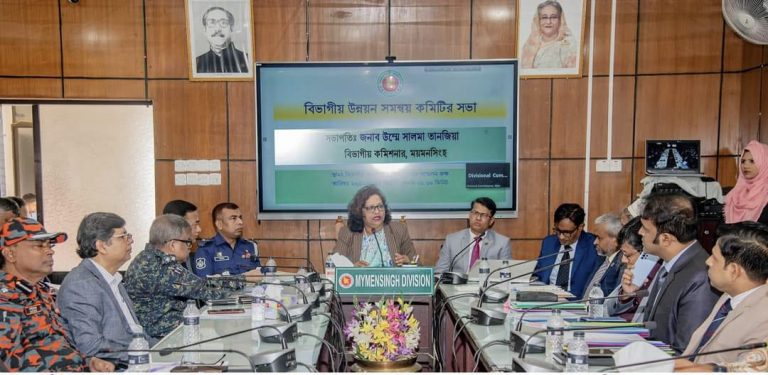 বিভাগীয় উন্নয়ন সমন্বয় কমিটির সভা
সভাপতিঃ জনাব উম্মে সালমা তানজিয়া
বিভাগীয় কমিশনার, ময়মনসিংহ
Divisional Com...
MYMENSINGH DIVISION